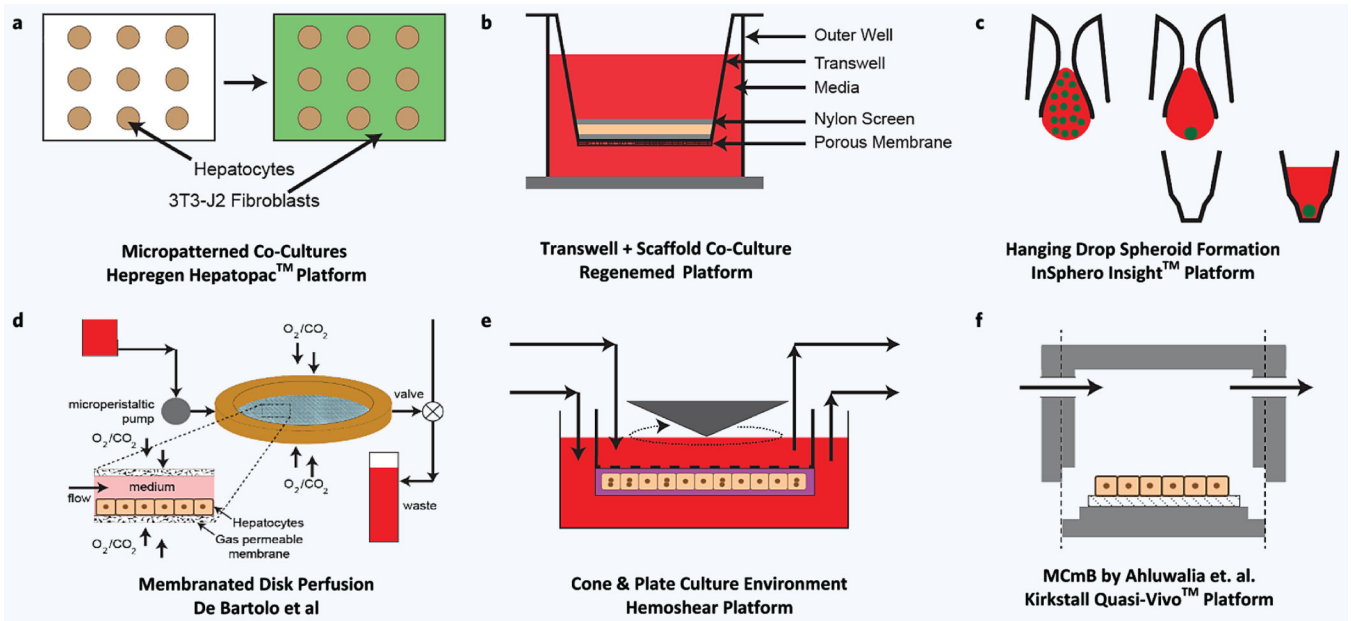 a
Hepatocytes
3T3-J2 Fibroblasts
Micropatterned Co-Cultures
Hepregen Hepatopac™ Platform
b
Outer Well
Transwell
Media
Nylon Screen
Porous Membrane
Transwell + Scaffold Co-Culture
Regenemed Platform
c
Hanging Drop Spheroid Formation
InSphero Insight™ Platform
d
O₂/CO₂
microperistaltic
pump
valve
O₂/CO₂
flow
medium
O₂/CO₂
waste
Hepatocytes
Gas permeable
membrane
O₂/CO₂
Membranated Disk Perfusion
De Bartolo et al
e
Cone & Plate Culture Environment
Hemoshear Platform
f
MCmB by Ahluwalia et. al.
Kirkstall Quasi-Vivo™ Platform